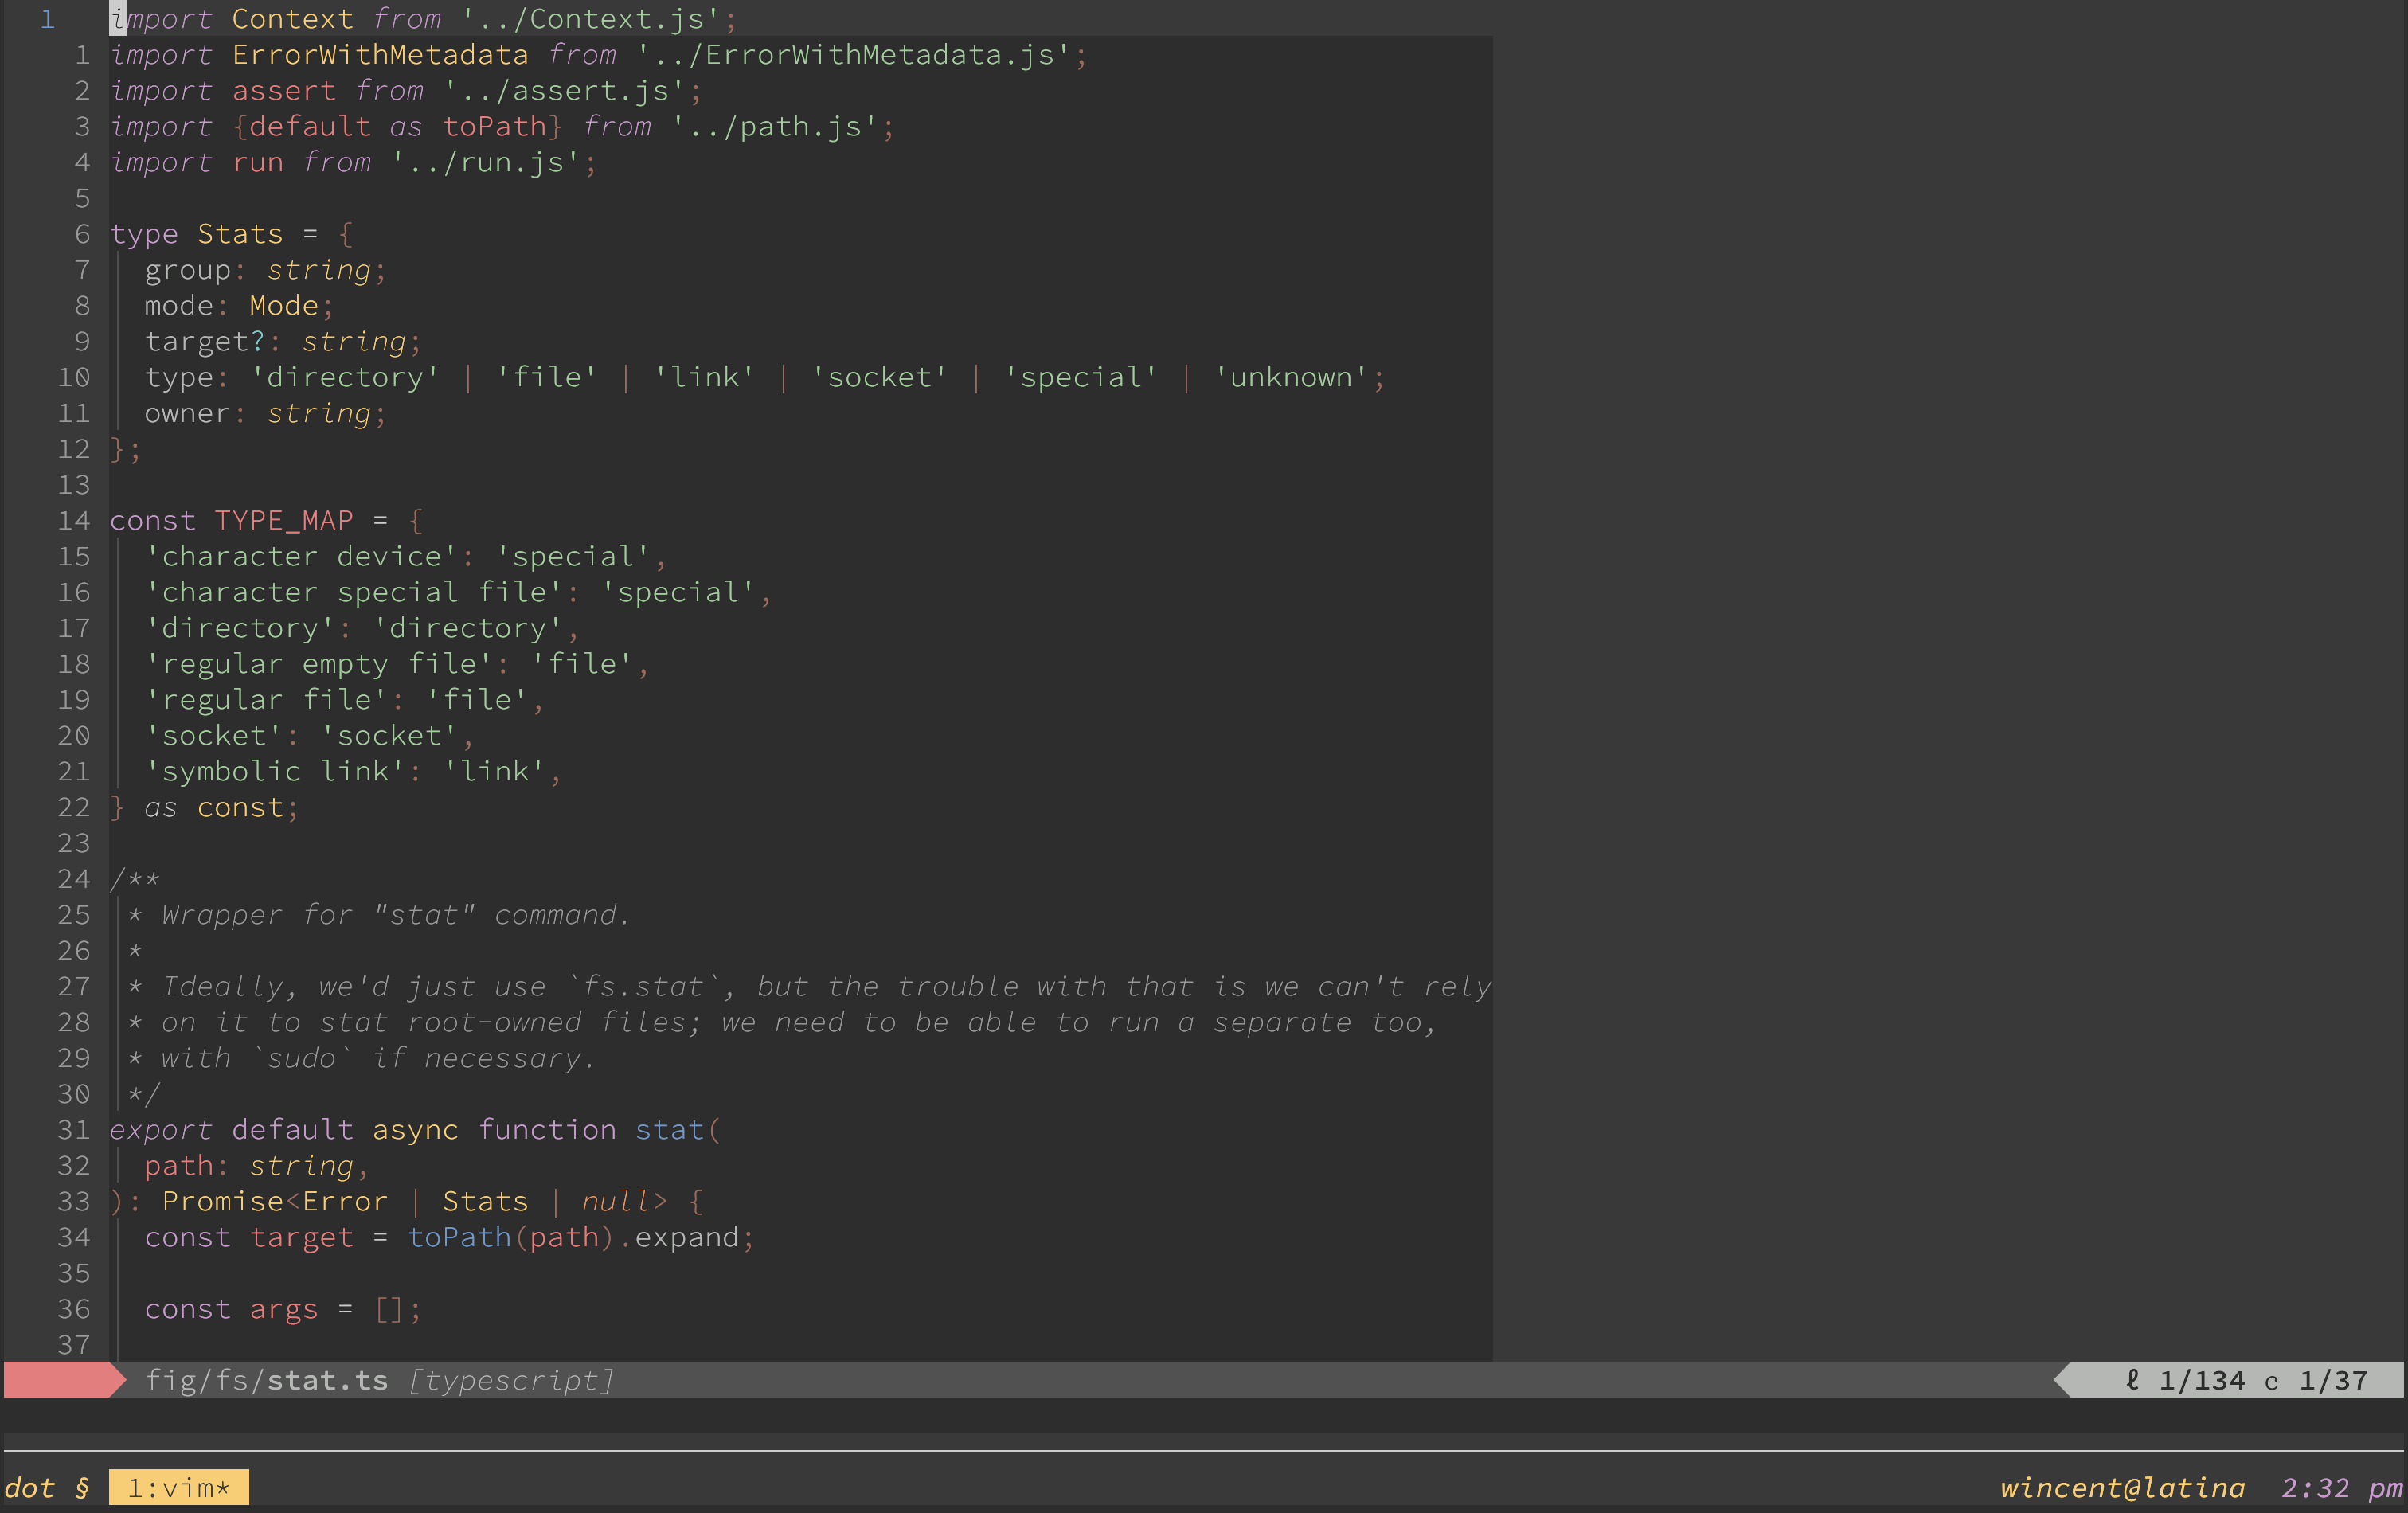 1 import Context from '../Context.js';
1 import ErrorWithMetadata from '../ErrorWithMetadata.js';
2 import assert from '../assert.js';
3 import {default as toPath} from '../path.js';
4 import run from '../run.js';
5
6 type Stats = {
7   group: string;
8   mode: Mode;
9   target?: string;
10   type: 'directory' | 'file' | 'link' | 'socket' | 'special' | 'unknown';
11   owner: string;
12 };
13
14 const TYPE_MAP = {
15   'character device': 'special',
16   'character special file': 'special',
17   'directory': 'directory',
18   'regular empty file': 'file',
19   'regular file': 'file',
20   'socket': 'socket',
21   'symbolic link': 'link',
22 } as const;
23
24 /**
25  * Wrapper for "stat" command.
26  *
27  * Ideally, we'd just use `fs.stat`, but the trouble with that is we can't rely
28  * on it to stat root-owned files; we need to be able to run a separate too,
29  * with `sudo` if necessary.
30  */
31 export default async function stat(
32   path: string,
33 ): Promise<Error | Stats | null> {
34   const target = toPath(path).expand;
35
36   const args = [];
37
fig/fs/stat.ts [typescript] ℓ 1/134 c 1/37
dot § 1:vim* wincent@latina 2:32 pm